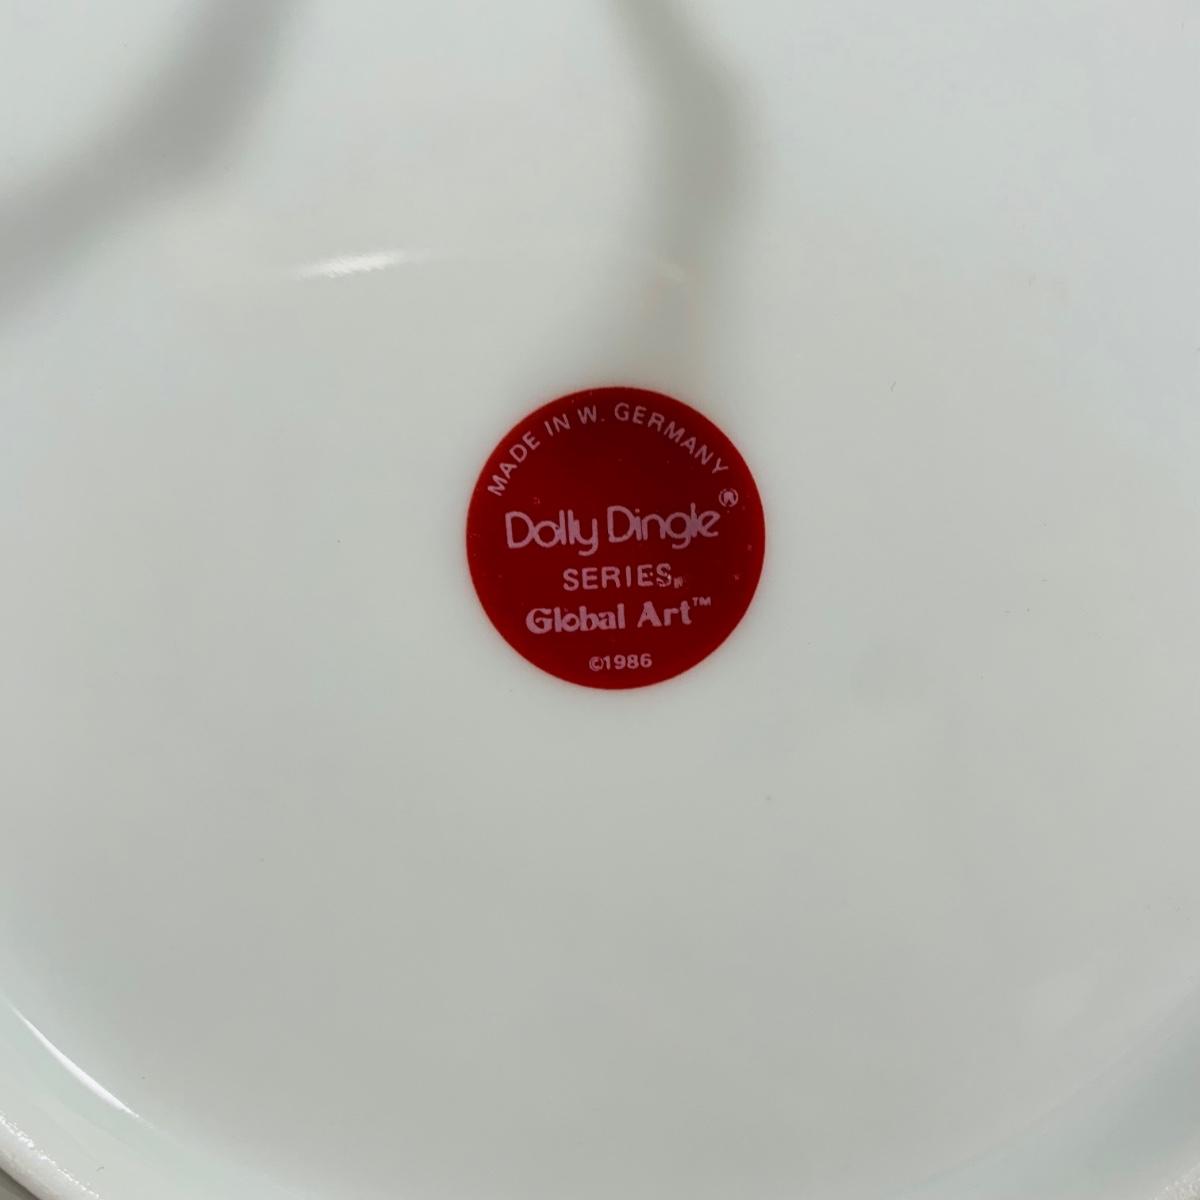 MADE IN W. GERMANY
Dolly Dingle®
SERIES
Global Art™
©1986